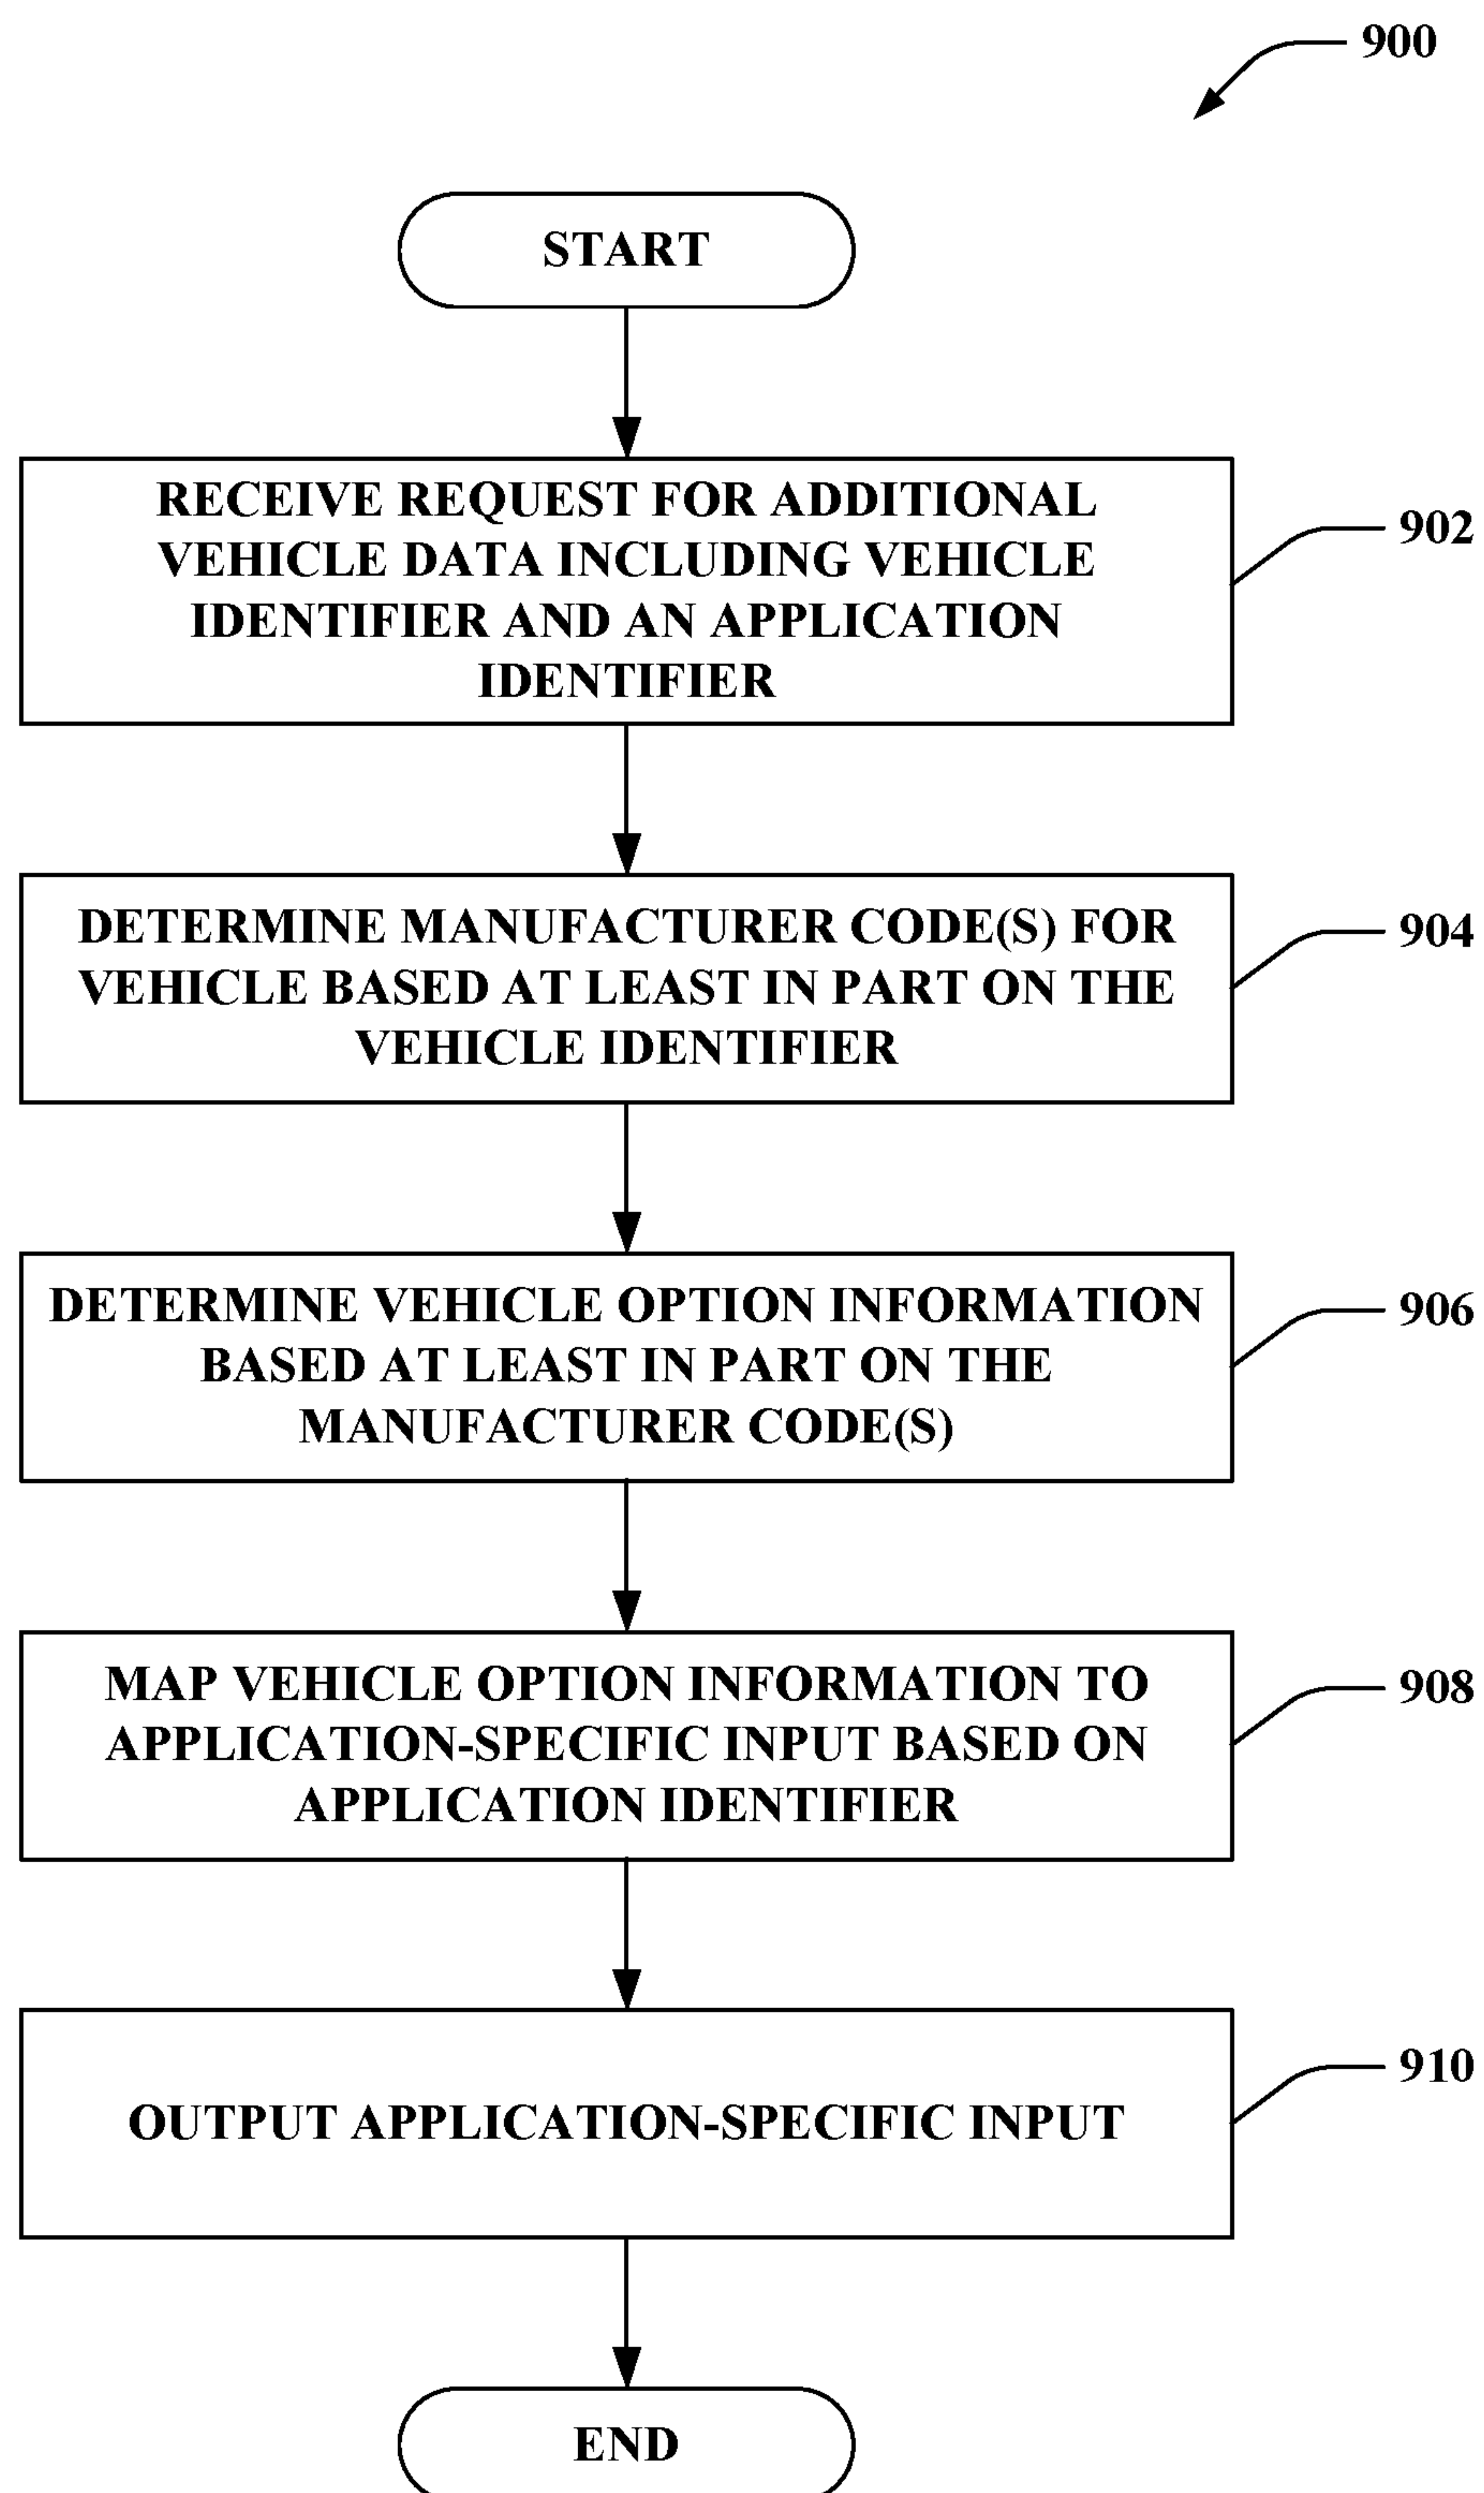 900
START
RECEIVE REQUEST FOR ADDITIONAL
VEHICLE DATA INCLUDING VEHICLE
IDENTIFIER AND AN APPLICATION
IDENTIFIER
902
DETERMINE MANUFACTURER CODE(S) FOR
VEHICLE BASED AT LEAST IN PART ON THE
VEHICLE IDENTIFIER
904
DETERMINE VEHICLE OPTION INFORMATION
BASED AT LEAST IN PART ON THE
MANUFACTURER CODE(S)
906
MAP VEHICLE OPTION INFORMATION TO
APPLICATION-SPECIFIC INPUT BASED ON
APPLICATION IDENTIFIER
908
OUTPUT APPLICATION-SPECIFIC INPUT
910
END